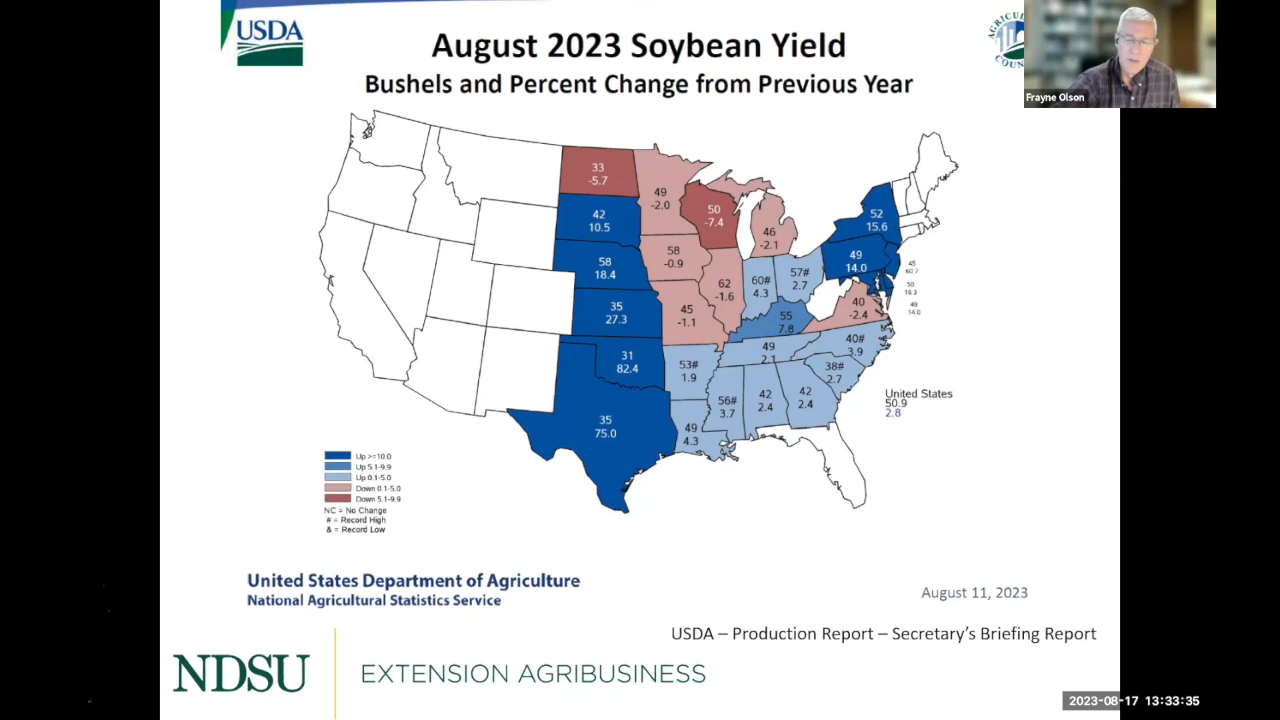 USDA
August 2023 Soybean Yield
Bushels and Percent Change from Previous Year
AGRICUL
COUN
Frayne Olson
33
-5.7
49
-2.0
50
-7.4
46
-2.1
52
15.6
42
10.5
58
-0.9
49
14.0
58
18.4
62
-1.6
60#
4.3
57#
2.7
45
60.7
50
16.3
49
14.0
35
27.3
45
-1.1
55
7.8
40
-2.4
31
82.4
53#
1.9
49
2.1
40#
3.9
38#
2.7
35
75.0
49
4.3
56#
3.7
42
2.4
42
2.4
United States
50.9
2.8
Up >=10.0
Up 5.1-9.9
Up 0.1-5.0
Down 0.1-5.0
Down 5.1-9.9
NC = No Change
# = Record High
& = Record Low
United States Department of Agriculture
National Agricultural Statistics Service
August 11, 2023
USDA – Production Report – Secretary's Briefing Report
NDSU
EXTENSION AGRIBUSINESS
2023-08-17 13:33:35